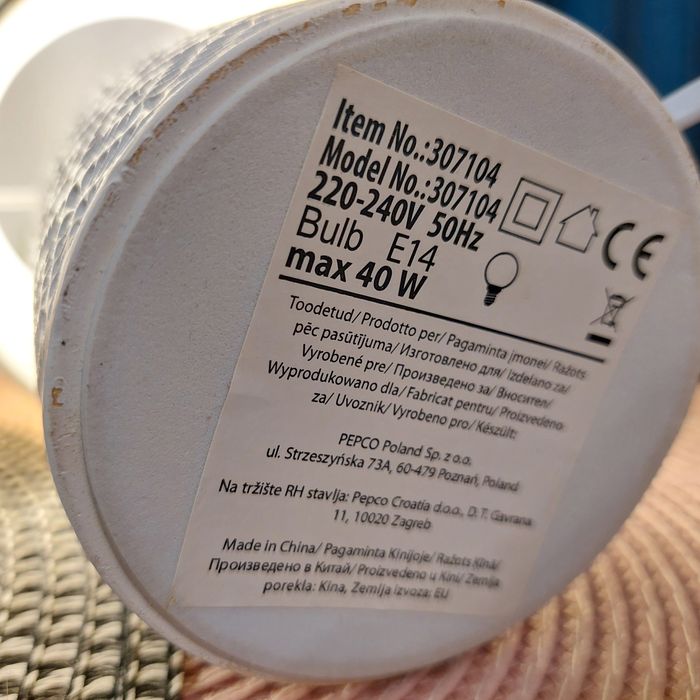 Item No.:307104
Model No.:307104
220-240V 50Hz
Bulb E14
max 40 W
CE
Toodetud/ Prodotto per/ Pagaminta įmonei/ Ražots
pēc pasūtījuma/ Изготовлено для/ Izdelano za/
Vyrobené pre/ Произведено за/ Вносител/
Wyprodukowano dla/ Fabricat pentru/ Proizvedeno
za/ Uvoznik/ Vyrobeno pro/ Készült:
PEPCO Poland Sp. z o.o.
ul. Strzeszyńska 73A, 60-479 Poznań, Poland
Na tržište RH stavlja: Pepco Croatia d.o.o., D. T. Gavrana
11, 10020 Zagreb
Made in China/ Pagaminta Kinijoje/ Ražots Ķīnā/
Произведено в Китай/ Proizvedeno u Kini/ Zemlja
porekla: Kina, Zemlja izvoza: EU